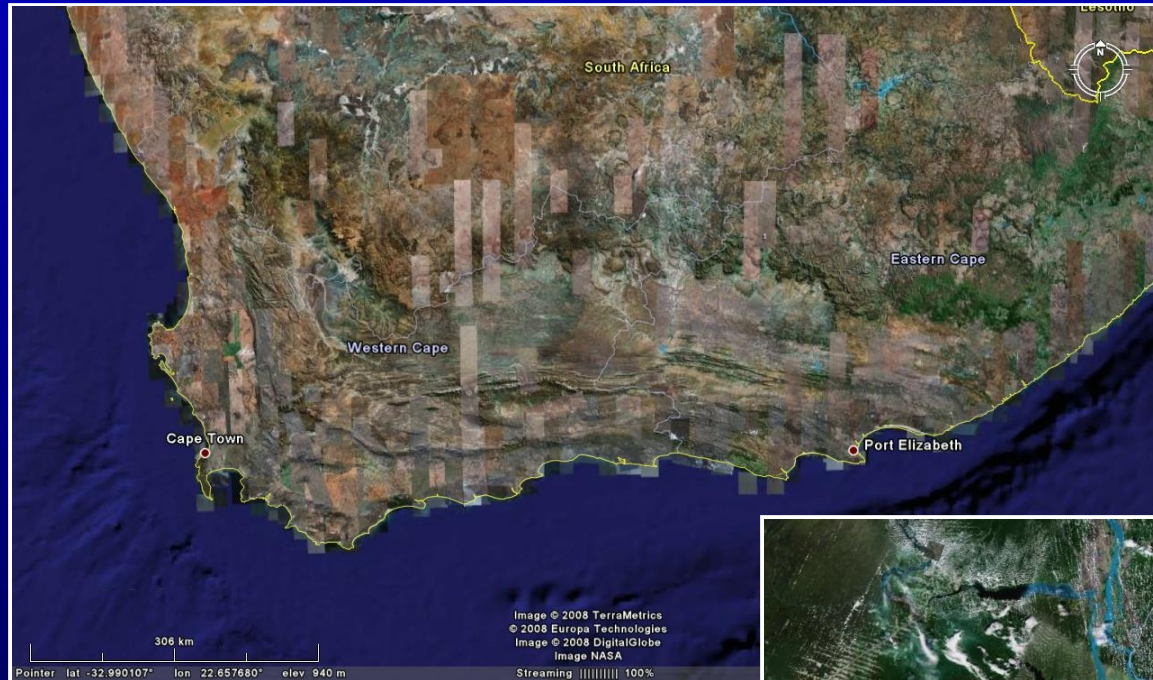 Lesotho
N
South Africa
Eastern Cape
Western Cape
Cape Town
Port Elizabeth
Image © 2008 TerraMetrics
© 2008 Europa Technologies
Image © 2008 DigitalGlobe
Image NASA
306 km
Pointer lat -32.990107° lon 22.657680° elev 940 m
Streaming |||||||||| 100%